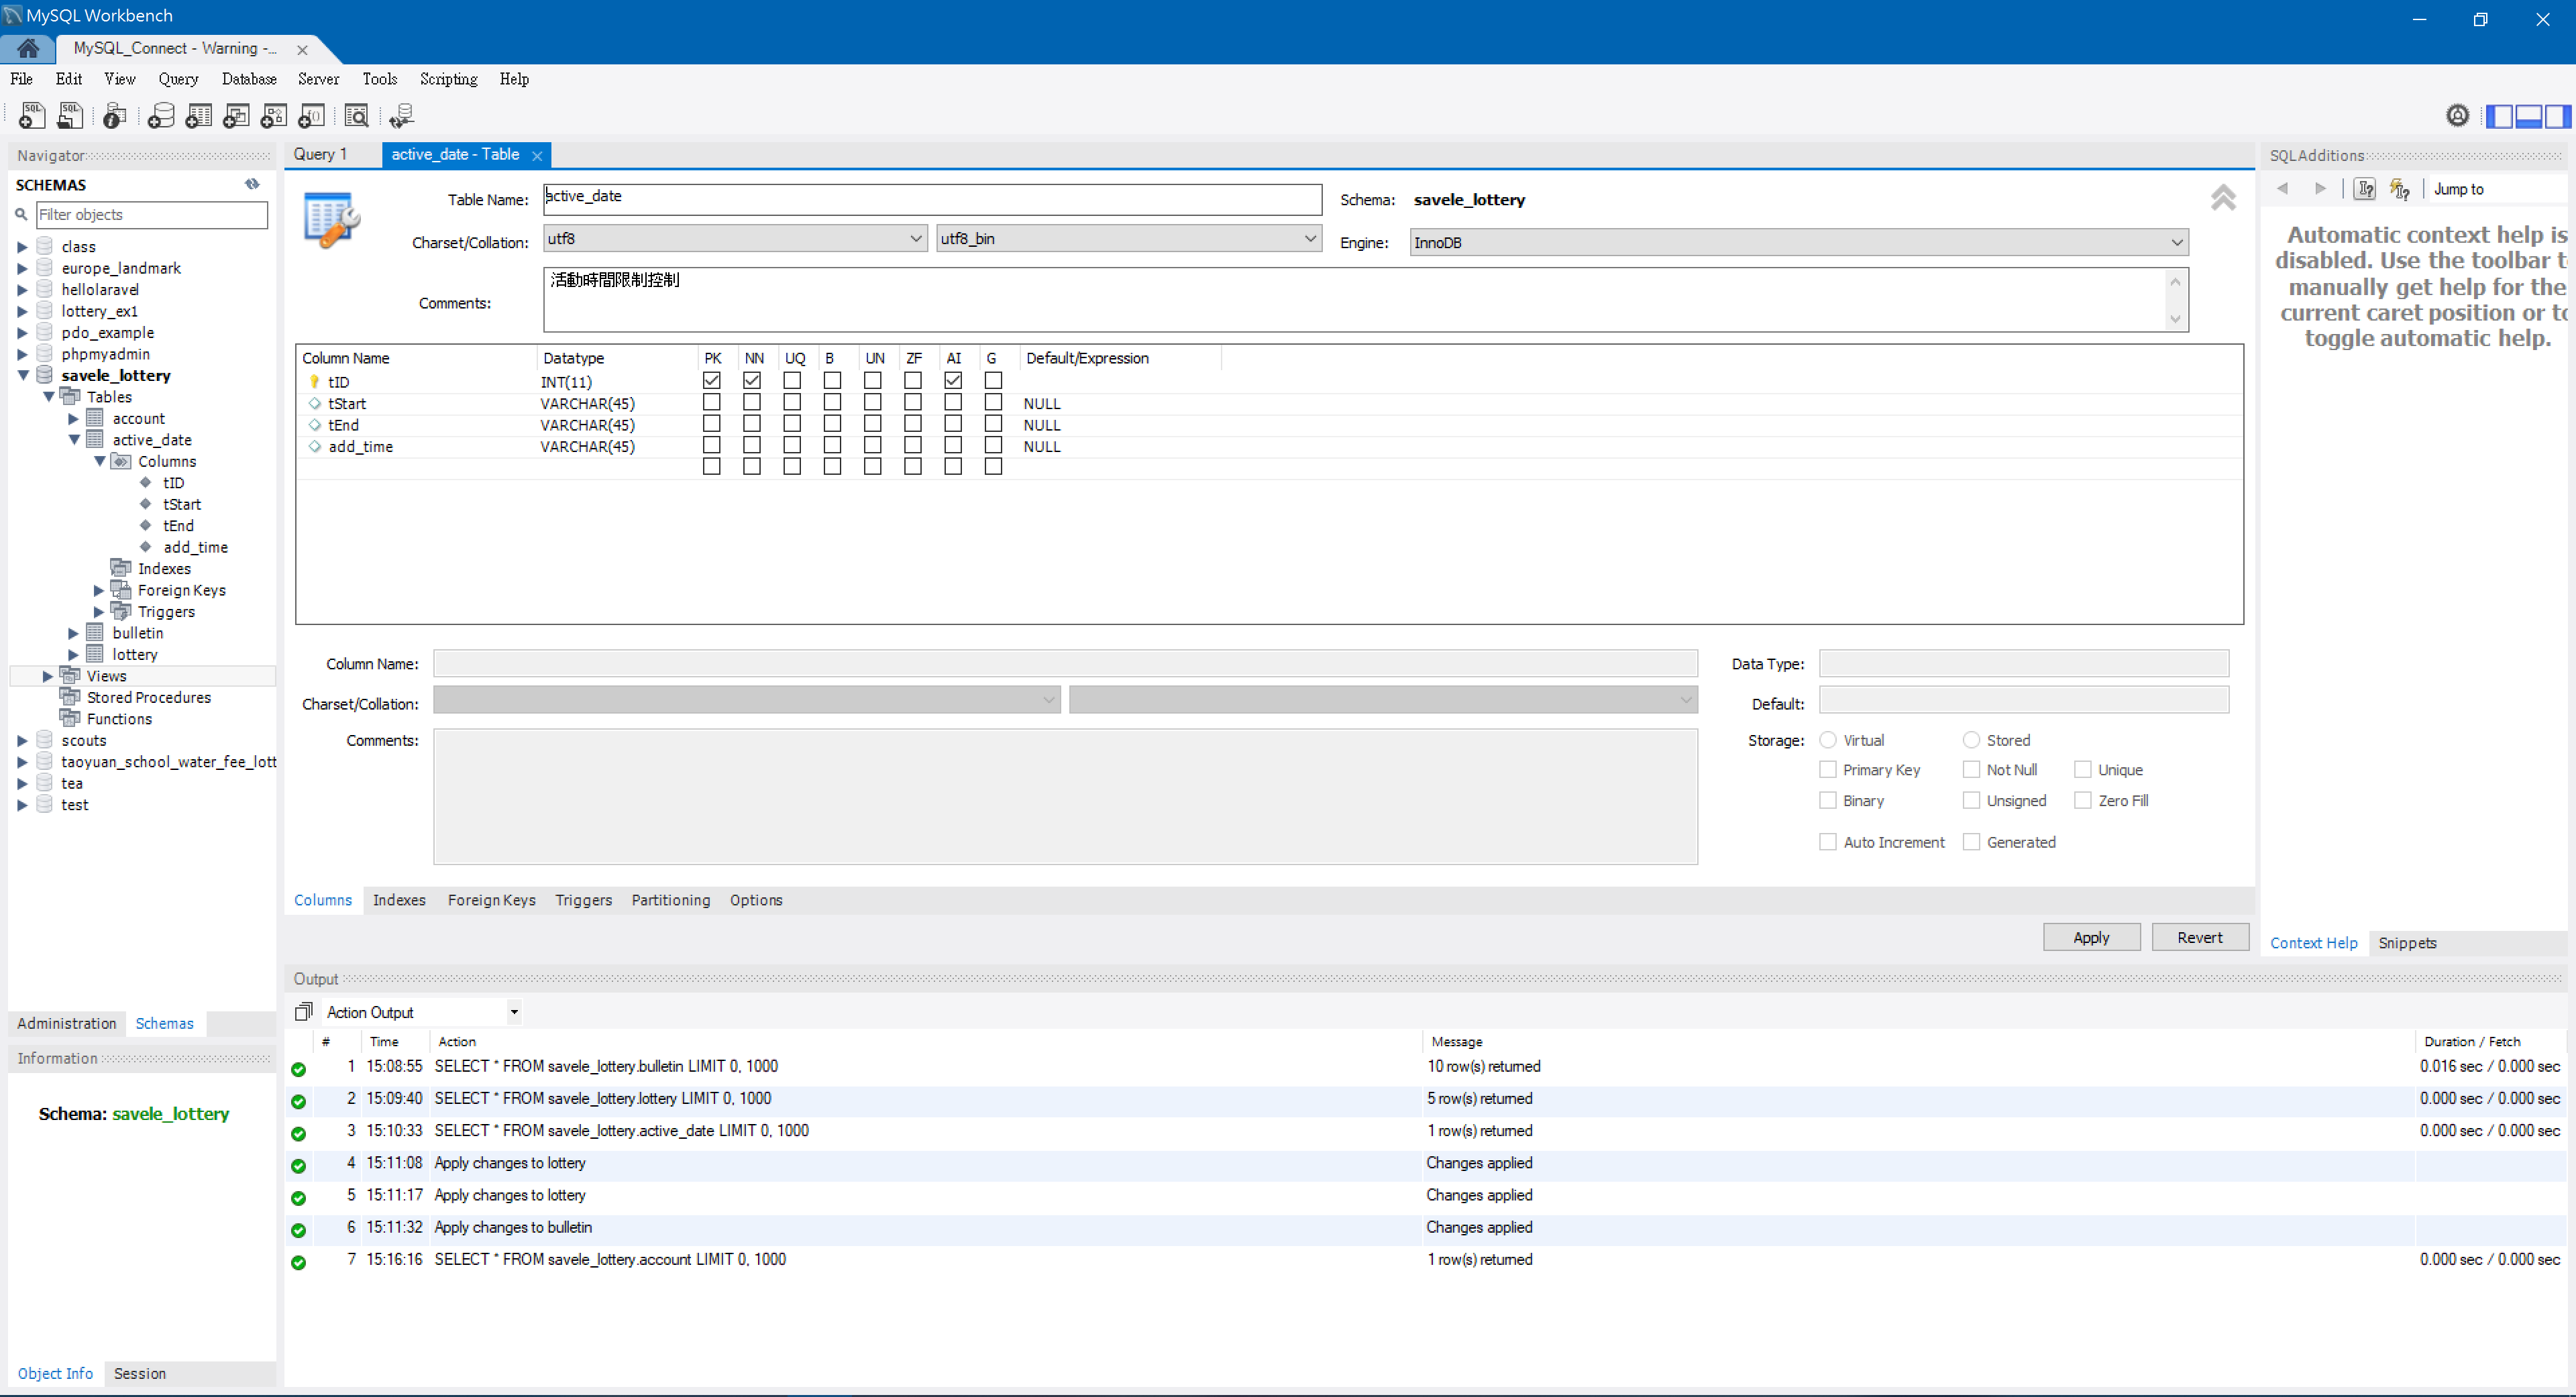 MySQL Workbench
MySQL_Connect - Warning -...
File Edit View Query Database Server Tools Scripting Help
Navigator
SCHEMAS
Filter objects
class
europe_landmark
hellolaravel
lottery_ex1
pdo_example
phpmyadmin
savele_lottery
Tables
account
active_date
Columns
tID
tStart
tEnd
add_time
Indexes
Foreign Keys
Triggers
bulletin
lottery
Views
Stored Procedures
Functions
scouts
taoyuan_school_water_fee_lott
tea
test
Administration Schemas
Information
Schema: savele_lottery
Object Info Session
Query 1 active_date - Table
Table Name: active_date Schema: savele_lottery
Charset/Collation: utf8 utf8_bin Engine: InnoDB
Comments: 活動時間限制控制
Column Name Datatype PK NN UQ B UN ZF AI G Default/Expression
tID INT(11)
tStart VARCHAR(45) NULL
tEnd VARCHAR(45) NULL
add_time VARCHAR(45) NULL
Column Name: Data Type:
Charset/Collation: Default:
Comments: Storage: Virtual Stored
Primary Key Not Null Unique
Binary Unsigned Zero Fill
Auto Increment Generated
Columns Indexes Foreign Keys Triggers Partitioning Options
Apply Revert
SQL Additions
Jump to
Automatic context help is
disabled. Use the toolbar t
manually get help for the
current caret position or to
toggle automatic help.
Context Help Snippets
Output
Action Output
# Time Action Message Duration / Fetch
1 15:08:55 SELECT * FROM savele_lottery.bulletin LIMIT 0, 1000 10 row(s) returned 0.016 sec / 0.000 sec
2 15:09:40 SELECT * FROM savele_lottery.lottery LIMIT 0, 1000 5 row(s) returned 0.000 sec / 0.000 sec
3 15:10:33 SELECT * FROM savele_lottery.active_date LIMIT 0, 1000 1 row(s) returned 0.000 sec / 0.000 sec
4 15:11:08 Apply changes to lottery Changes applied
5 15:11:17 Apply changes to lottery Changes applied
6 15:11:32 Apply changes to bulletin Changes applied
7 15:16:16 SELECT * FROM savele_lottery.account LIMIT 0, 1000 1 row(s) returned 0.000 sec / 0.000 sec